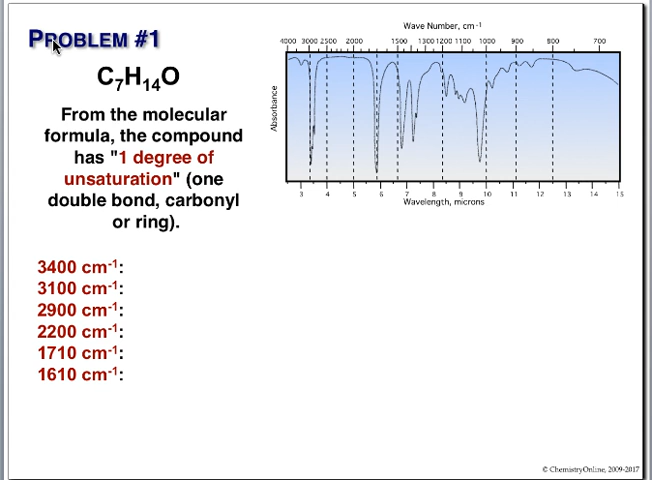 PROBLEM #1
C7H14O
From the molecular
formula, the compound
has "1 degree of
unsaturation" (one
double bond, carbonyl
or ring).
Wave Number, cm-1
4000 3000 2500 2000 1500 1300 1200 1100 1000 900 800 700
Absorbance
3 4 5 6 7 8 9 10 11 12 13 14 15
Wavelength, microns
3400 cm-1:
3100 cm-1:
2900 cm-1:
2200 cm-1:
1710 cm-1:
1610 cm-1:
© ChemistryOnline, 2009-2017